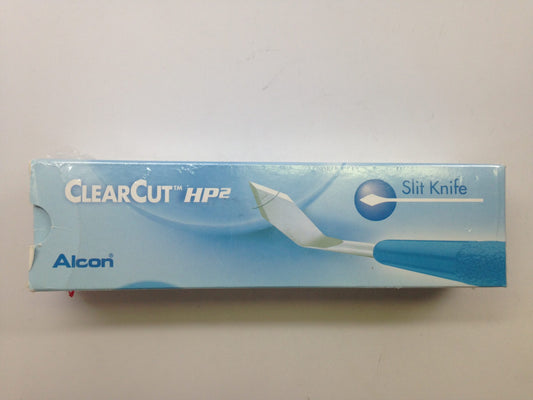 CLEARCUT™ HP2
Slit Knife
Alcon®